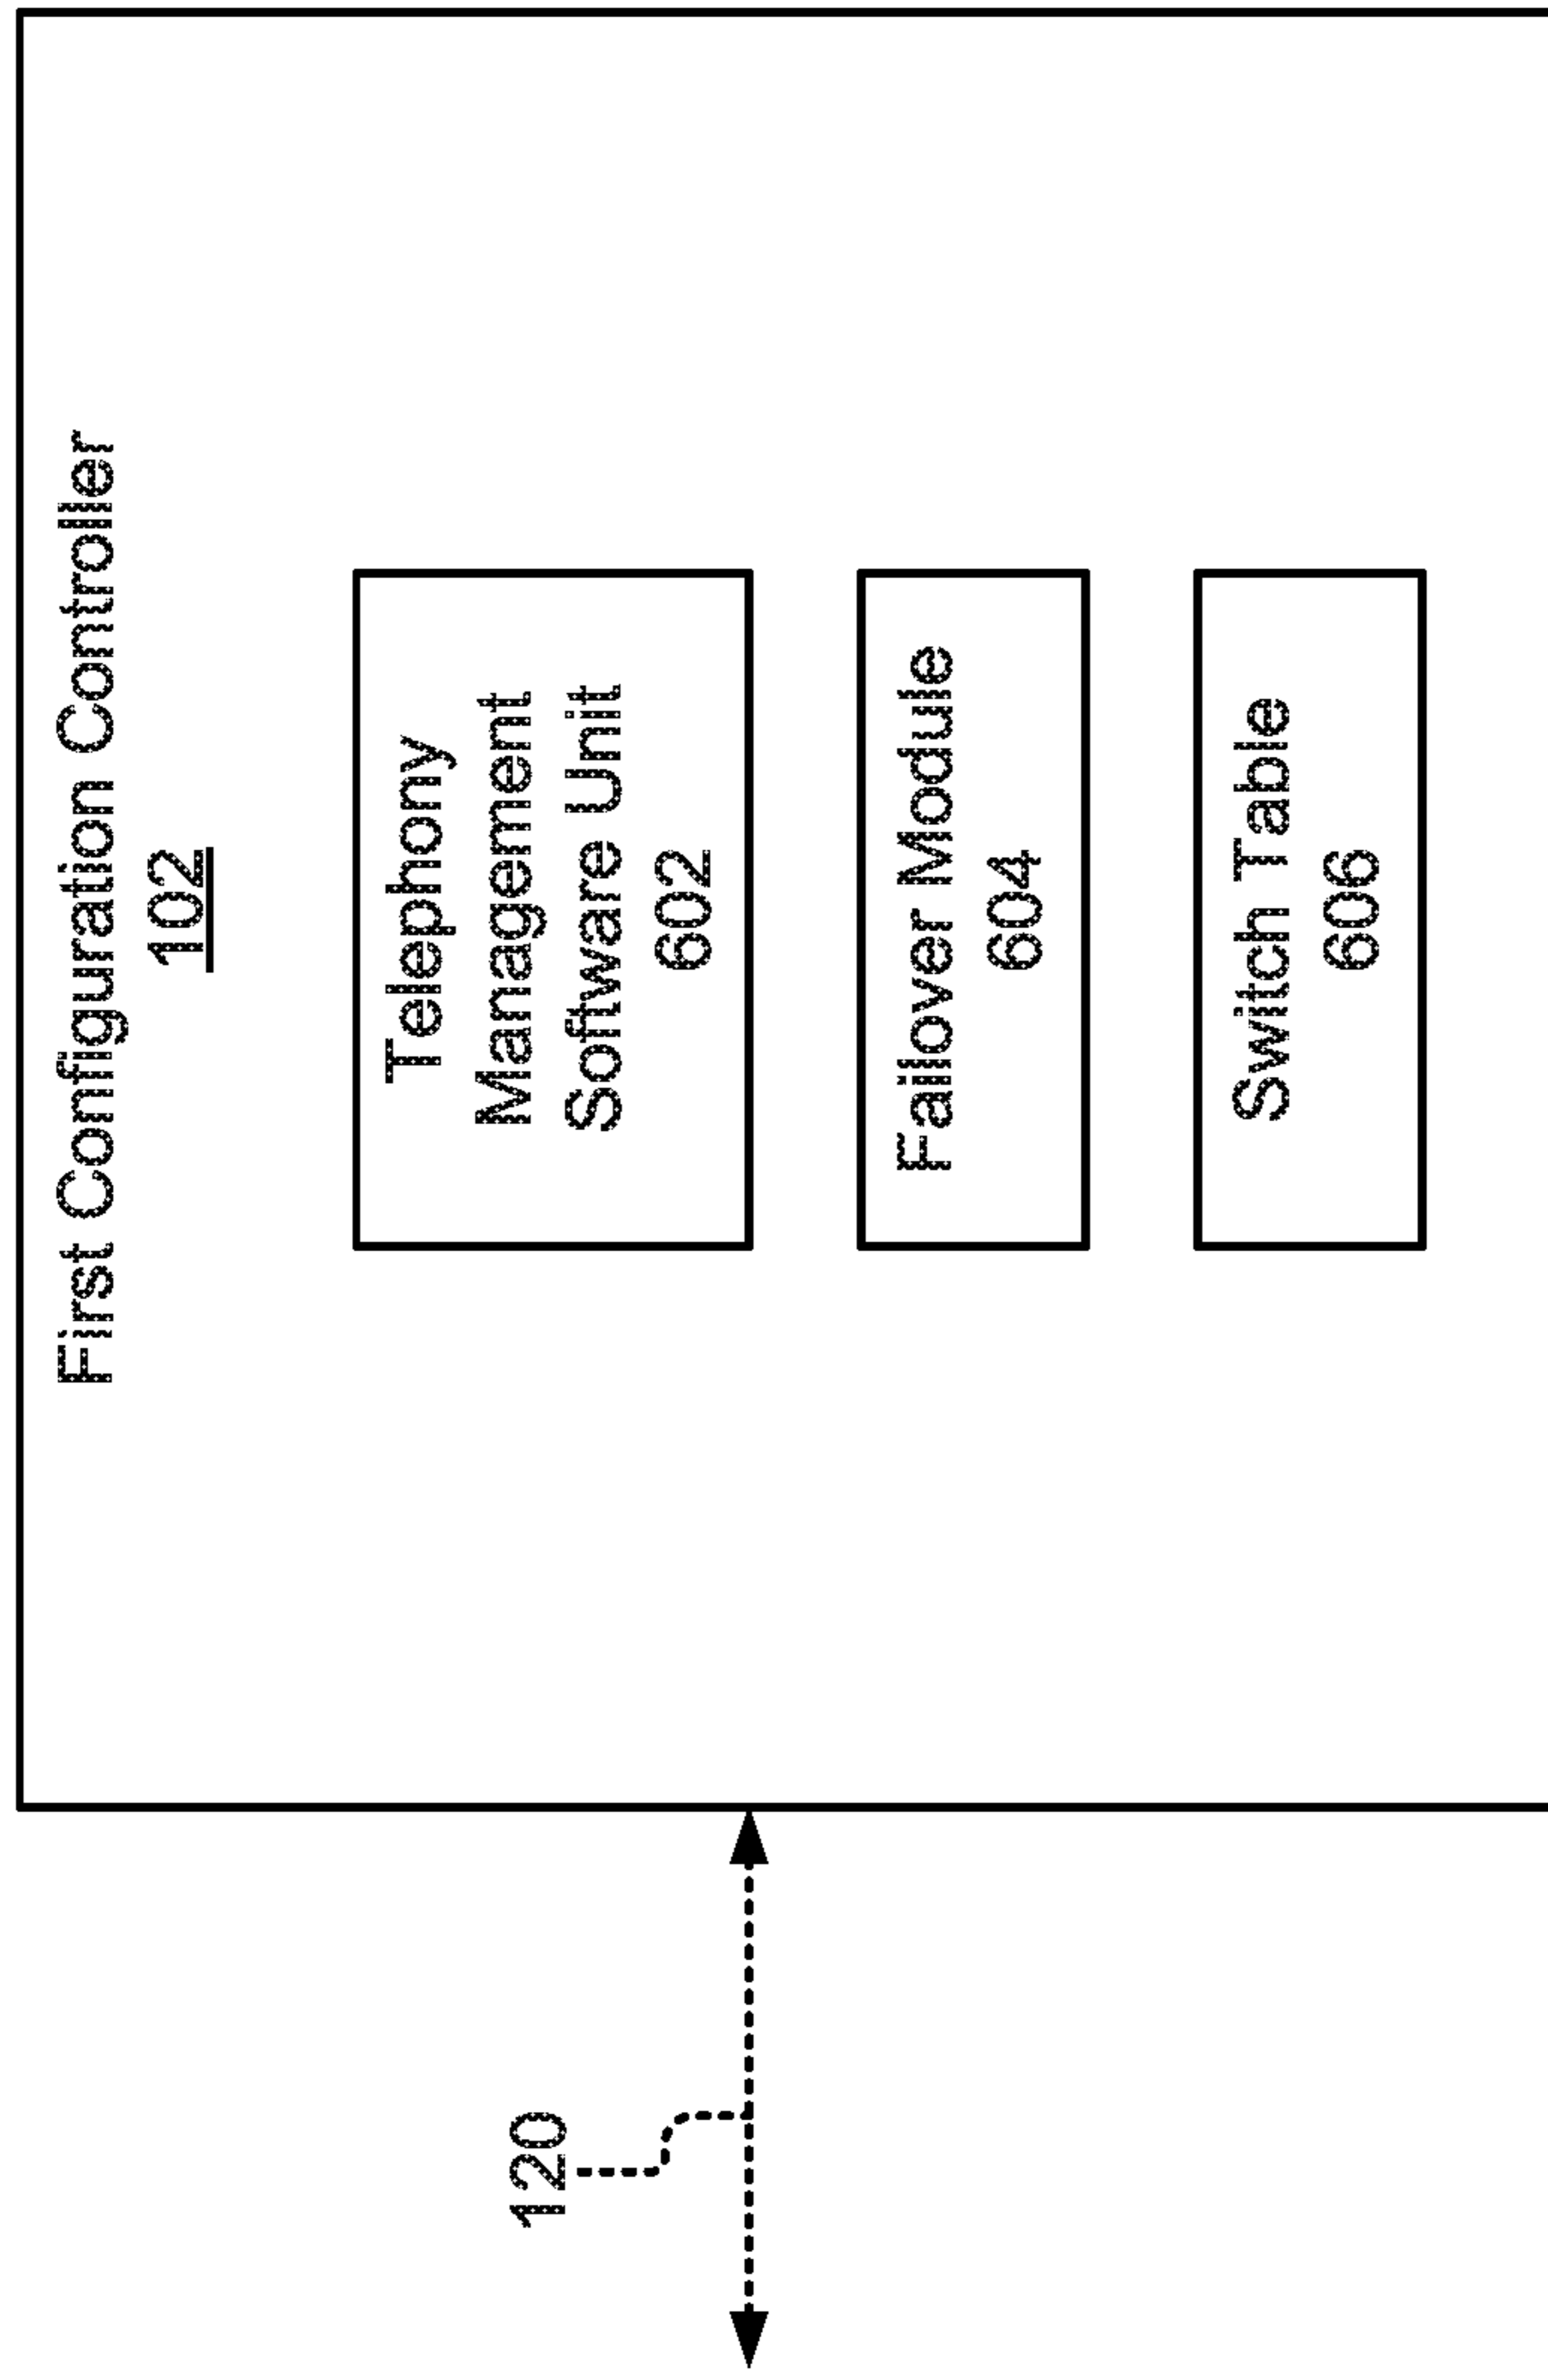 First Configuration Controller
102
Telephony
Management
Software Unit
602
Failover Module
604
Switch Table
606
120